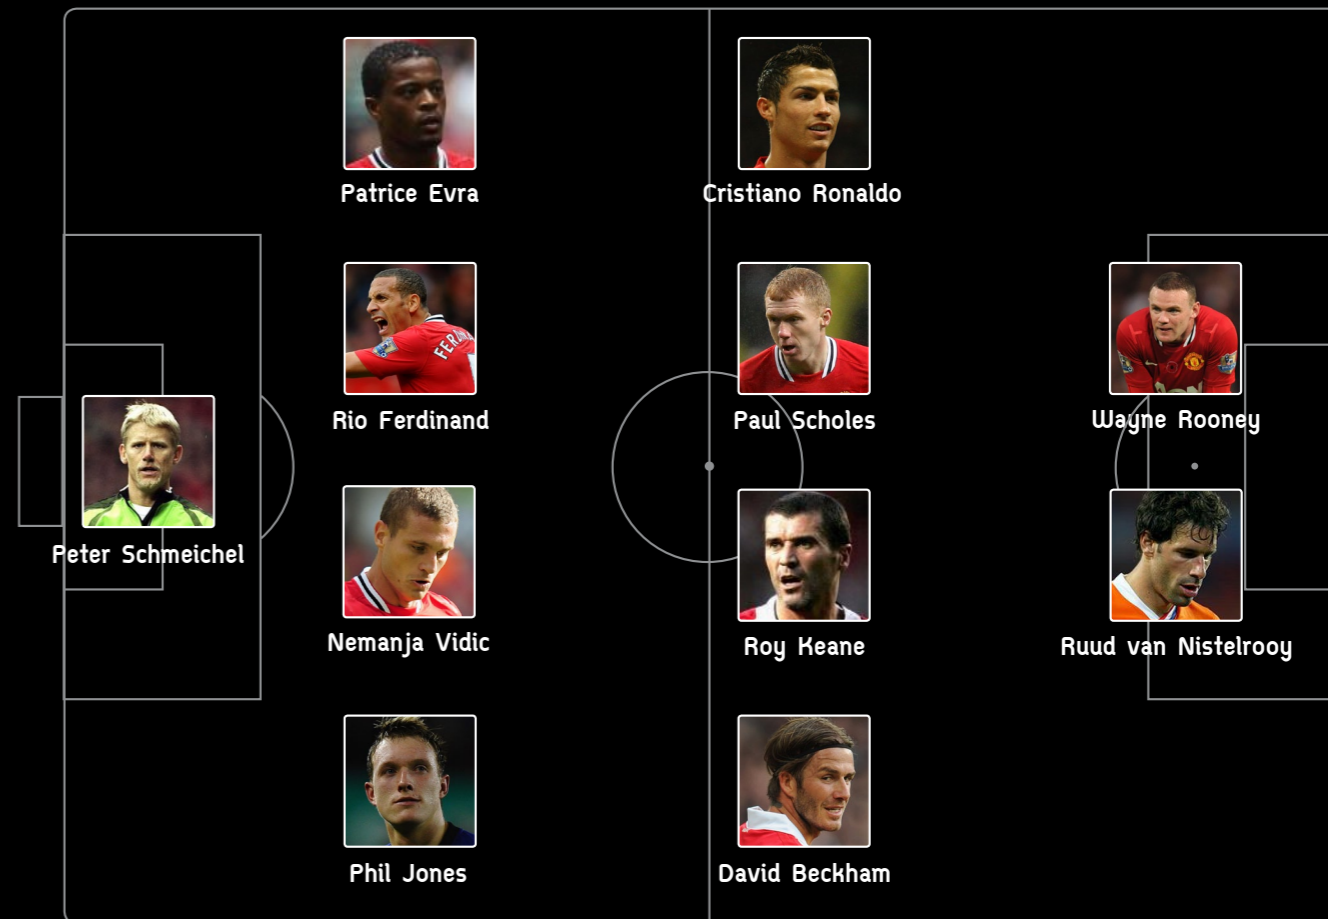 Patrice Evra
Cristiano Ronaldo
Rio Ferdinand
Paul Scholes
Wayne Rooney
Peter Schmeichel
Nemanja Vidic
Roy Keane
Ruud van Nistelrooy
Phil Jones
David Beckham